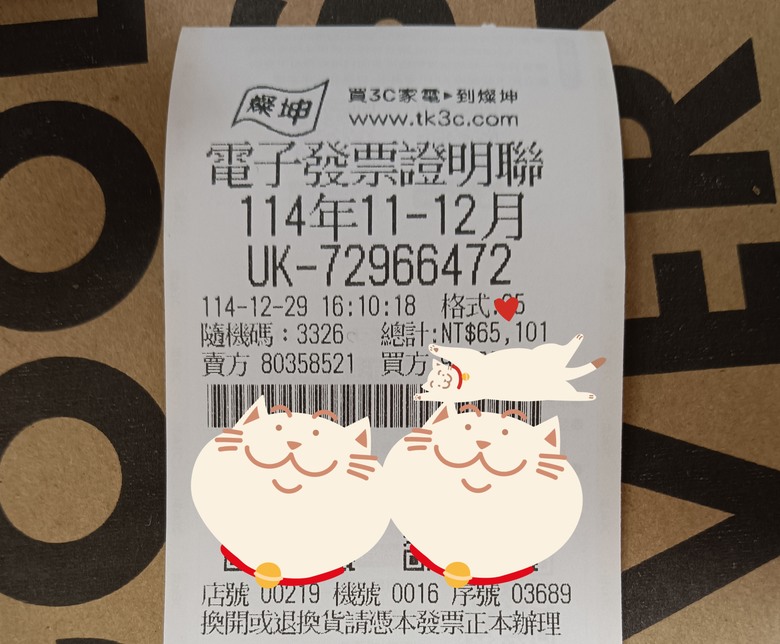 燦坤 買3C家電▸到燦坤
www.tk3c.com
電子發票證明聯
114年11-12月
UK-72966472
114-12-29 16:10:18 格式:
隨機碼:3326 總計:NT$65,101
賣方 80358521 買方
店號 00219 機號 0016 序號 03689
換開或退換貨請憑本發票正本辦理